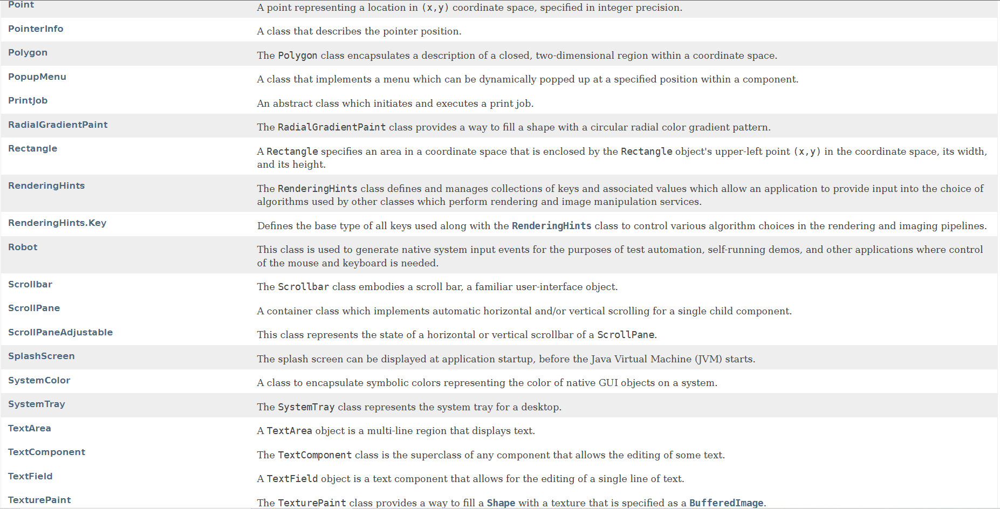 Point
A point representing a location in (x,y) coordinate space, specified in integer precision.
PointerInfo
A class that describes the pointer position.
Polygon
The Polygon class encapsulates a description of a closed, two-dimensional region within a coordinate space.
PopupMenu
A class that implements a menu which can be dynamically popped up at a specified position within a component.
PrintJob
An abstract class which initiates and executes a print job.
RadialGradientPaint
The RadialGradientPaint class provides a way to fill a shape with a circular radial color gradient pattern.
Rectangle
A Rectangle specifies an area in a coordinate space that is enclosed by the Rectangle object's upper-left point (x,y) in the coordinate space, its width,
and its height.
RenderingHints
The RenderingHints class defines and manages collections of keys and associated values which allow an application to provide input into the choice of
algorithms used by other classes which perform rendering and image manipulation services.
RenderingHints.Key
Defines the base type of all keys used along with the RenderingHints class to control various algorithm choices in the rendering and imaging pipelines.
Robot
This class is used to generate native system input events for the purposes of test automation, self-running demos, and other applications where control
of the mouse and keyboard is needed.
Scrollbar
The Scrollbar class embodies a scroll bar, a familiar user-interface object.
ScrollPane
A container class which implements automatic horizontal and/or vertical scrolling for a single child component.
ScrollPaneAdjustable
This class represents the state of a horizontal or vertical scrollbar of a ScrollPane.
SplashScreen
The splash screen can be displayed at application startup, before the Java Virtual Machine (JVM) starts.
SystemColor
A class to encapsulate symbolic colors representing the color of native GUI objects on a system.
SystemTray
The SystemTray class represents the system tray for a desktop.
TextArea
A TextArea object is a multi-line region that displays text.
TextComponent
The TextComponent class is the superclass of any component that allows the editing of some text.
TextField
A TextField object is a text component that allows for the editing of a single line of text.
TexturePaint
The TexturePaint class provides a way to fill a Shape with a texture that is specified as a BufferedImage.